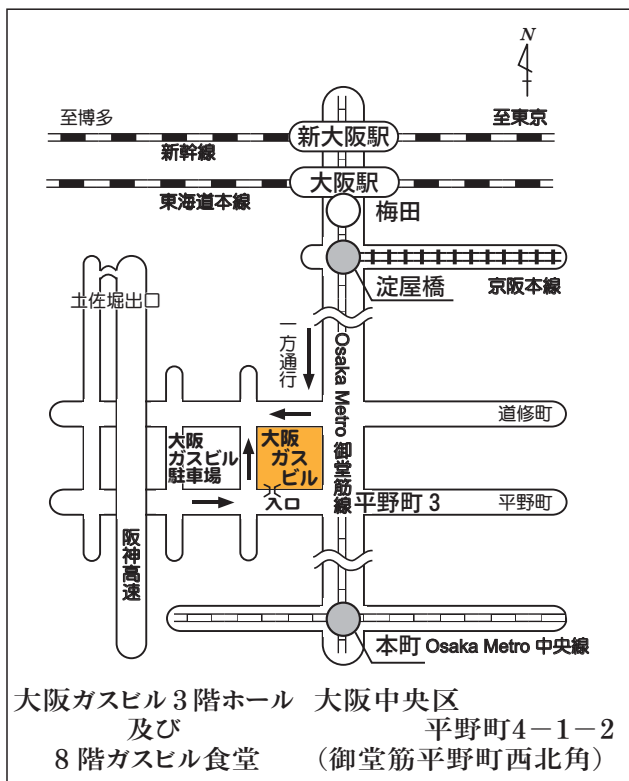 N
至博多
至東京
新大阪駅
新幹線
大阪駅
東海道本線
梅田
淀屋橋
京阪本線
土佐堀出口
一方通行
Osaka Metro 御堂筋線
道修町
大阪
ガスビル
駐車場
大阪
ガス
ビル
入口
平野町 3
平野町
阪神高速
本町
Osaka Metro 中央線
大阪ガスビル3階ホール
及び
8階ガスビル食堂
大阪中央区
平野町4−1−2
(御堂筋平野町西北角)